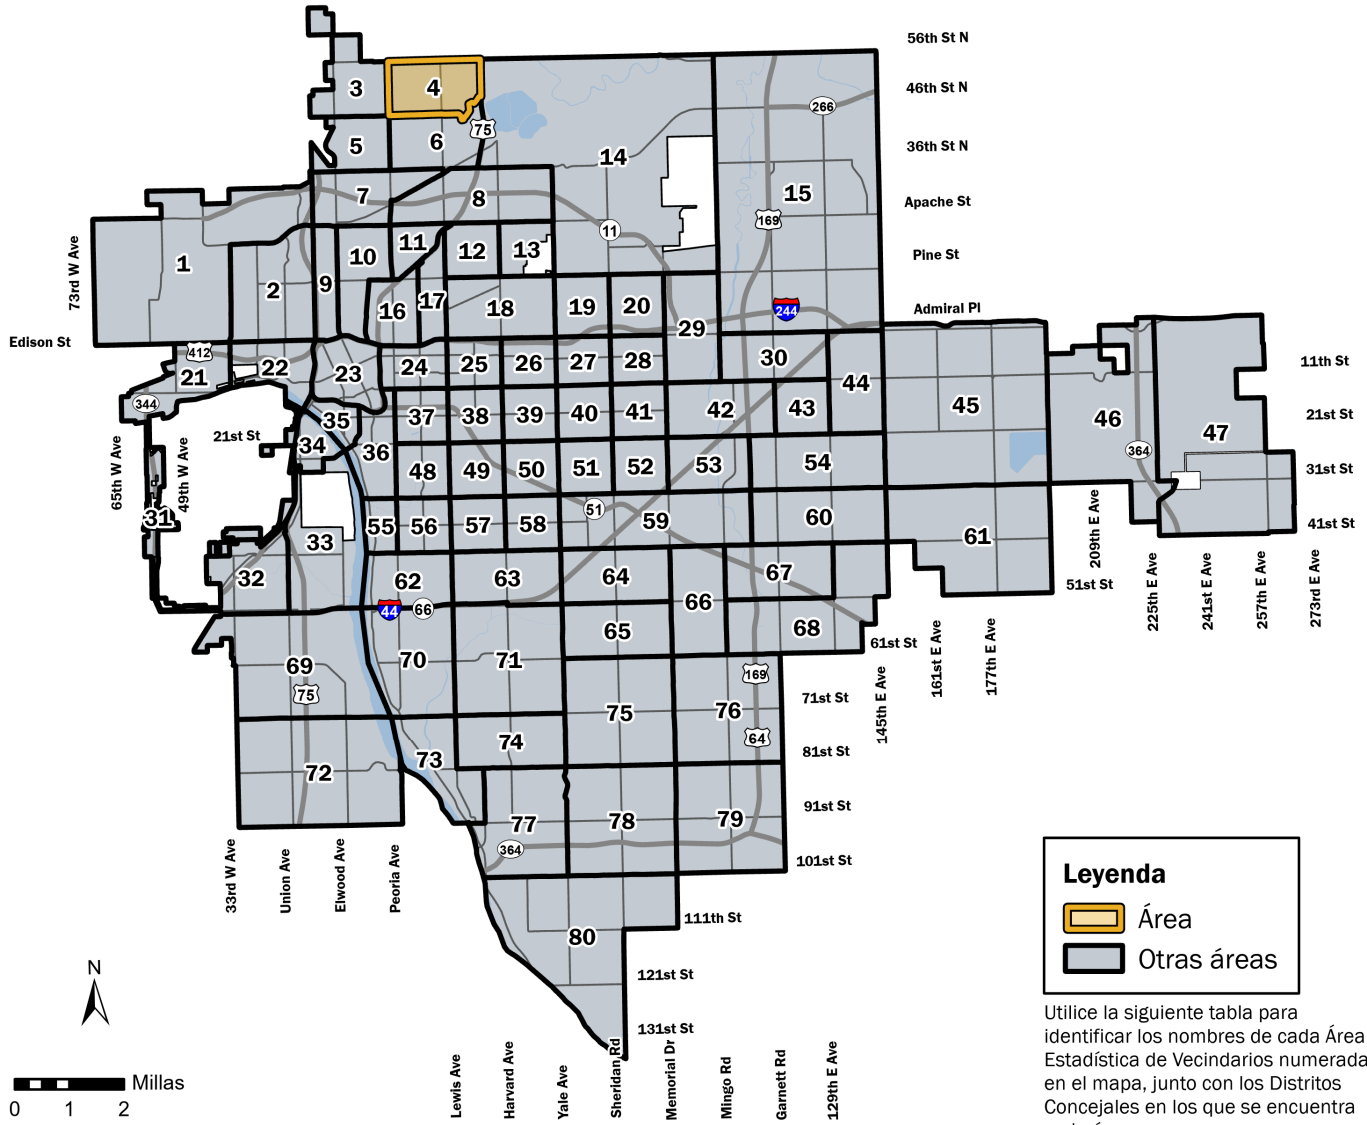 56th St N
46th St N
36th St N
Apache St
Pine St
Admiral Pl
11th St
21st St
31st St
41st St
51st St
61st St
71st St
81st St
91st St
101st St
111th St
121st St
131st St
73rd W Ave
Edison St
65th W Ave
49th W Ave
21st St
33rd W Ave
Union Ave
Elwood Ave
Peoria Ave
Lewis Ave
Harvard Ave
Yale Ave
Sheridan Rd
Memorial Dr
Mingo Rd
Garnett Rd
129th E Ave
145th E Ave
161st E Ave
177th E Ave
209th E Ave
225th E Ave
241st E Ave
257th E Ave
273rd E Ave
1
2
3
4
5
6
7
8
9
10
11
12
13
14
15
16
17
18
19
20
21
22
23
24
25
26
27
28
29
30
31
32
33
34
35
36
37
38
39
40
41
42
43
44
45
46
47
48
49
50
51
52
53
54
55
56
57
58
59
60
61
62
63
64
65
66
67
68
69
70
71
72
73
74
75
76
77
78
79
80
75
266
11
169
244
412
344
364
51
44
66
75
169
64
364
N
Millas
0 1 2
Leyenda
Área
Otras áreas
Utilice la siguiente tabla para
identificar los nombres de cada Área
Estadística de Vecindarios numerada
en el mapa, junto con los Distritos
Concejales en los que se encuentra